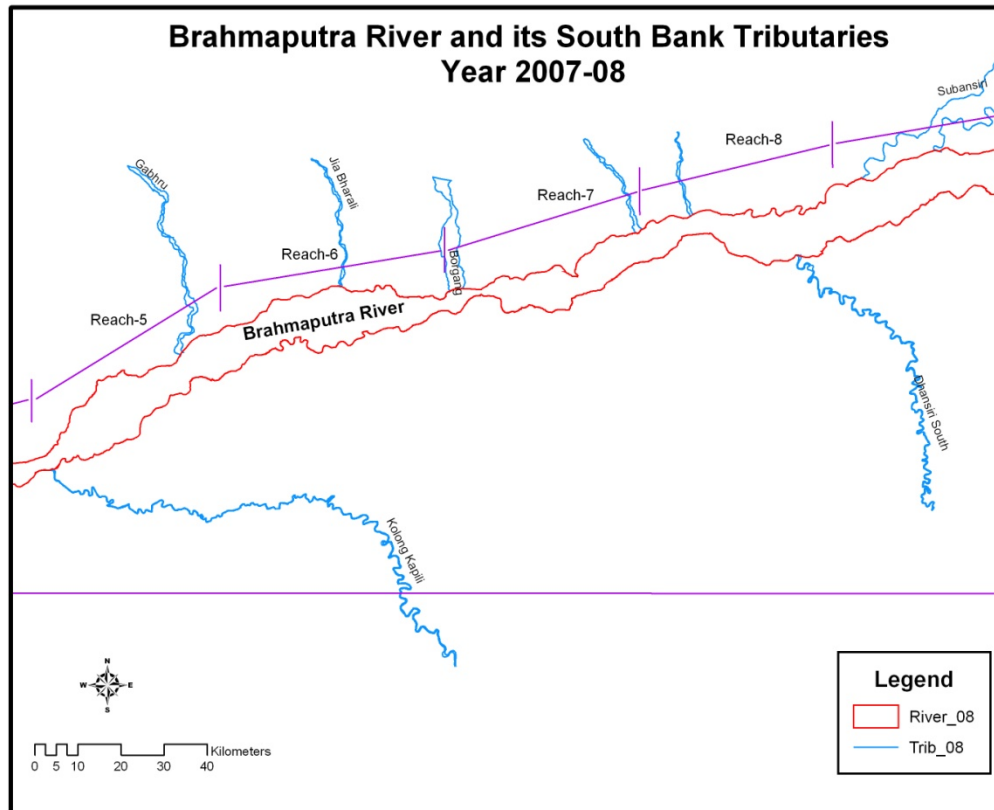 Brahmaputra River and its South Bank Tributaries
Year 2007-08
Subansiri
Reach-8
Gabhru
Jia Bharali
Reach-7
Reach-6
Borgang
Reach-5
Brahmaputra River
Dhansiri South
Kolong Kapili
N
W E
S
Kilometers
0 5 10 20 30 40
Legend
River_08
Trib_08